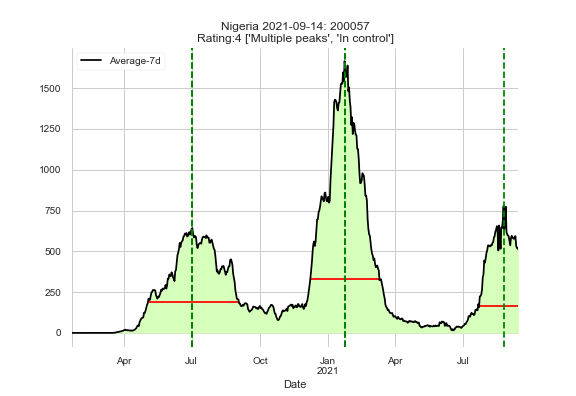 Nigeria 2021-09-14: 200057
Rating:4 ['Multiple peaks', 'In control']
Average-7d
1750
1500
1250
1000
750
500
250
0
Apr
Jul
Oct
Jan
2021
Apr
Jul
Date